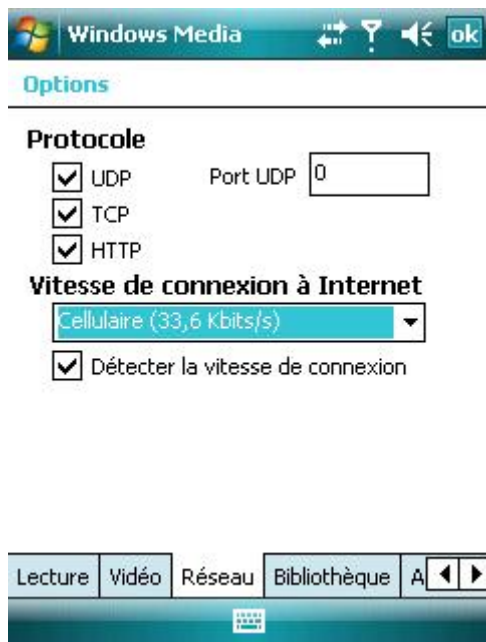 Windows Media ok
Options
Protocole
UDP Port UDP 0
TCP
HTTP
Vitesse de connexion à Internet
Cellulaire (33,6 Kbits/s)
Détecter la vitesse de connexion
Lecture Vidéo Réseau Bibliothèque A